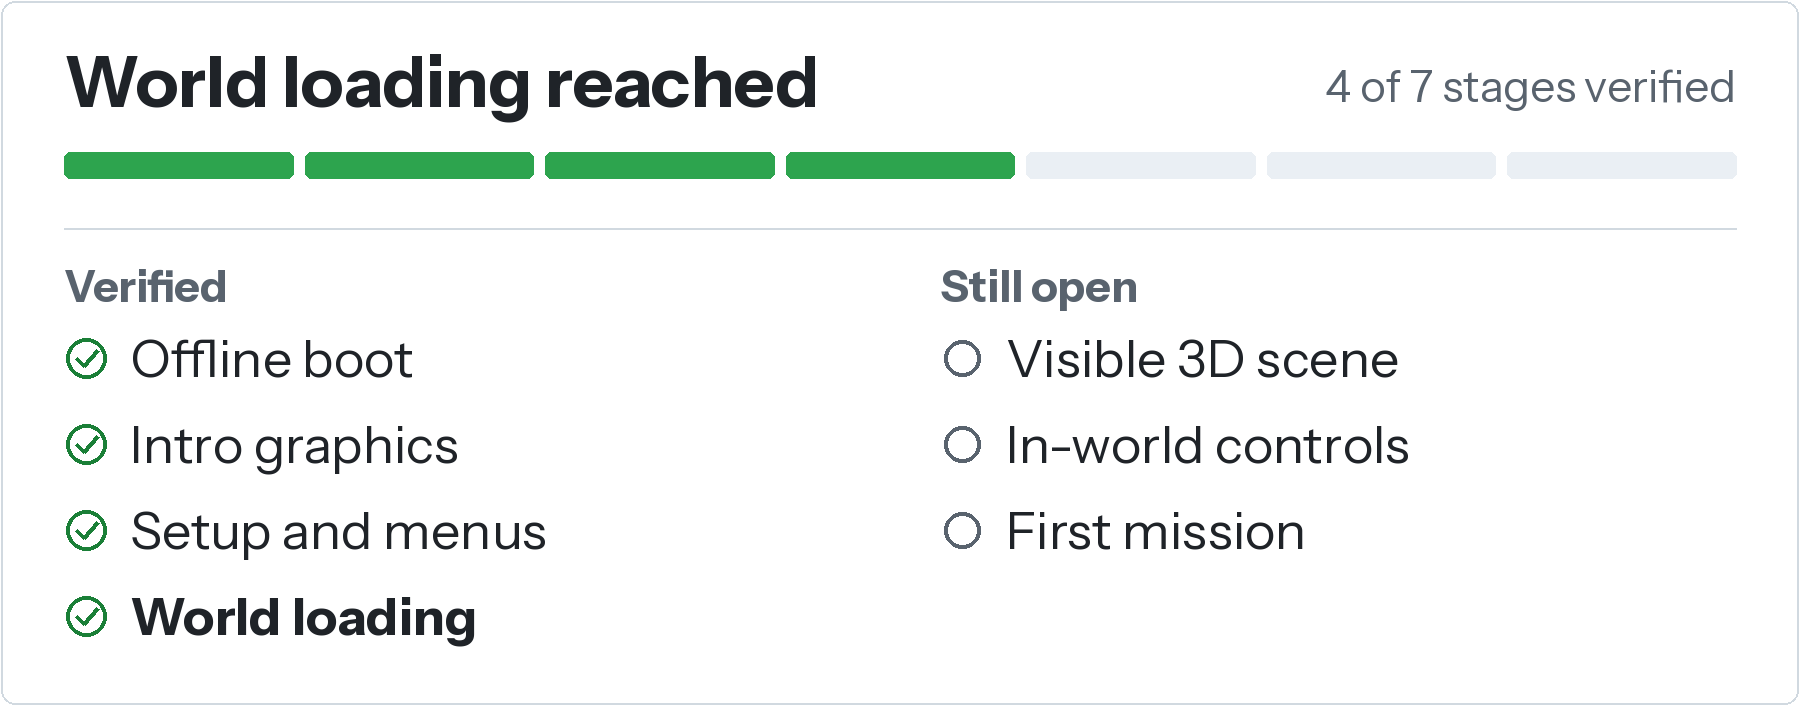 World loading reached
4 of 7 stages verified
Verified
Offline boot
Intro graphics
Setup and menus
World loading
Still open
Visible 3D scene
In-world controls
First mission